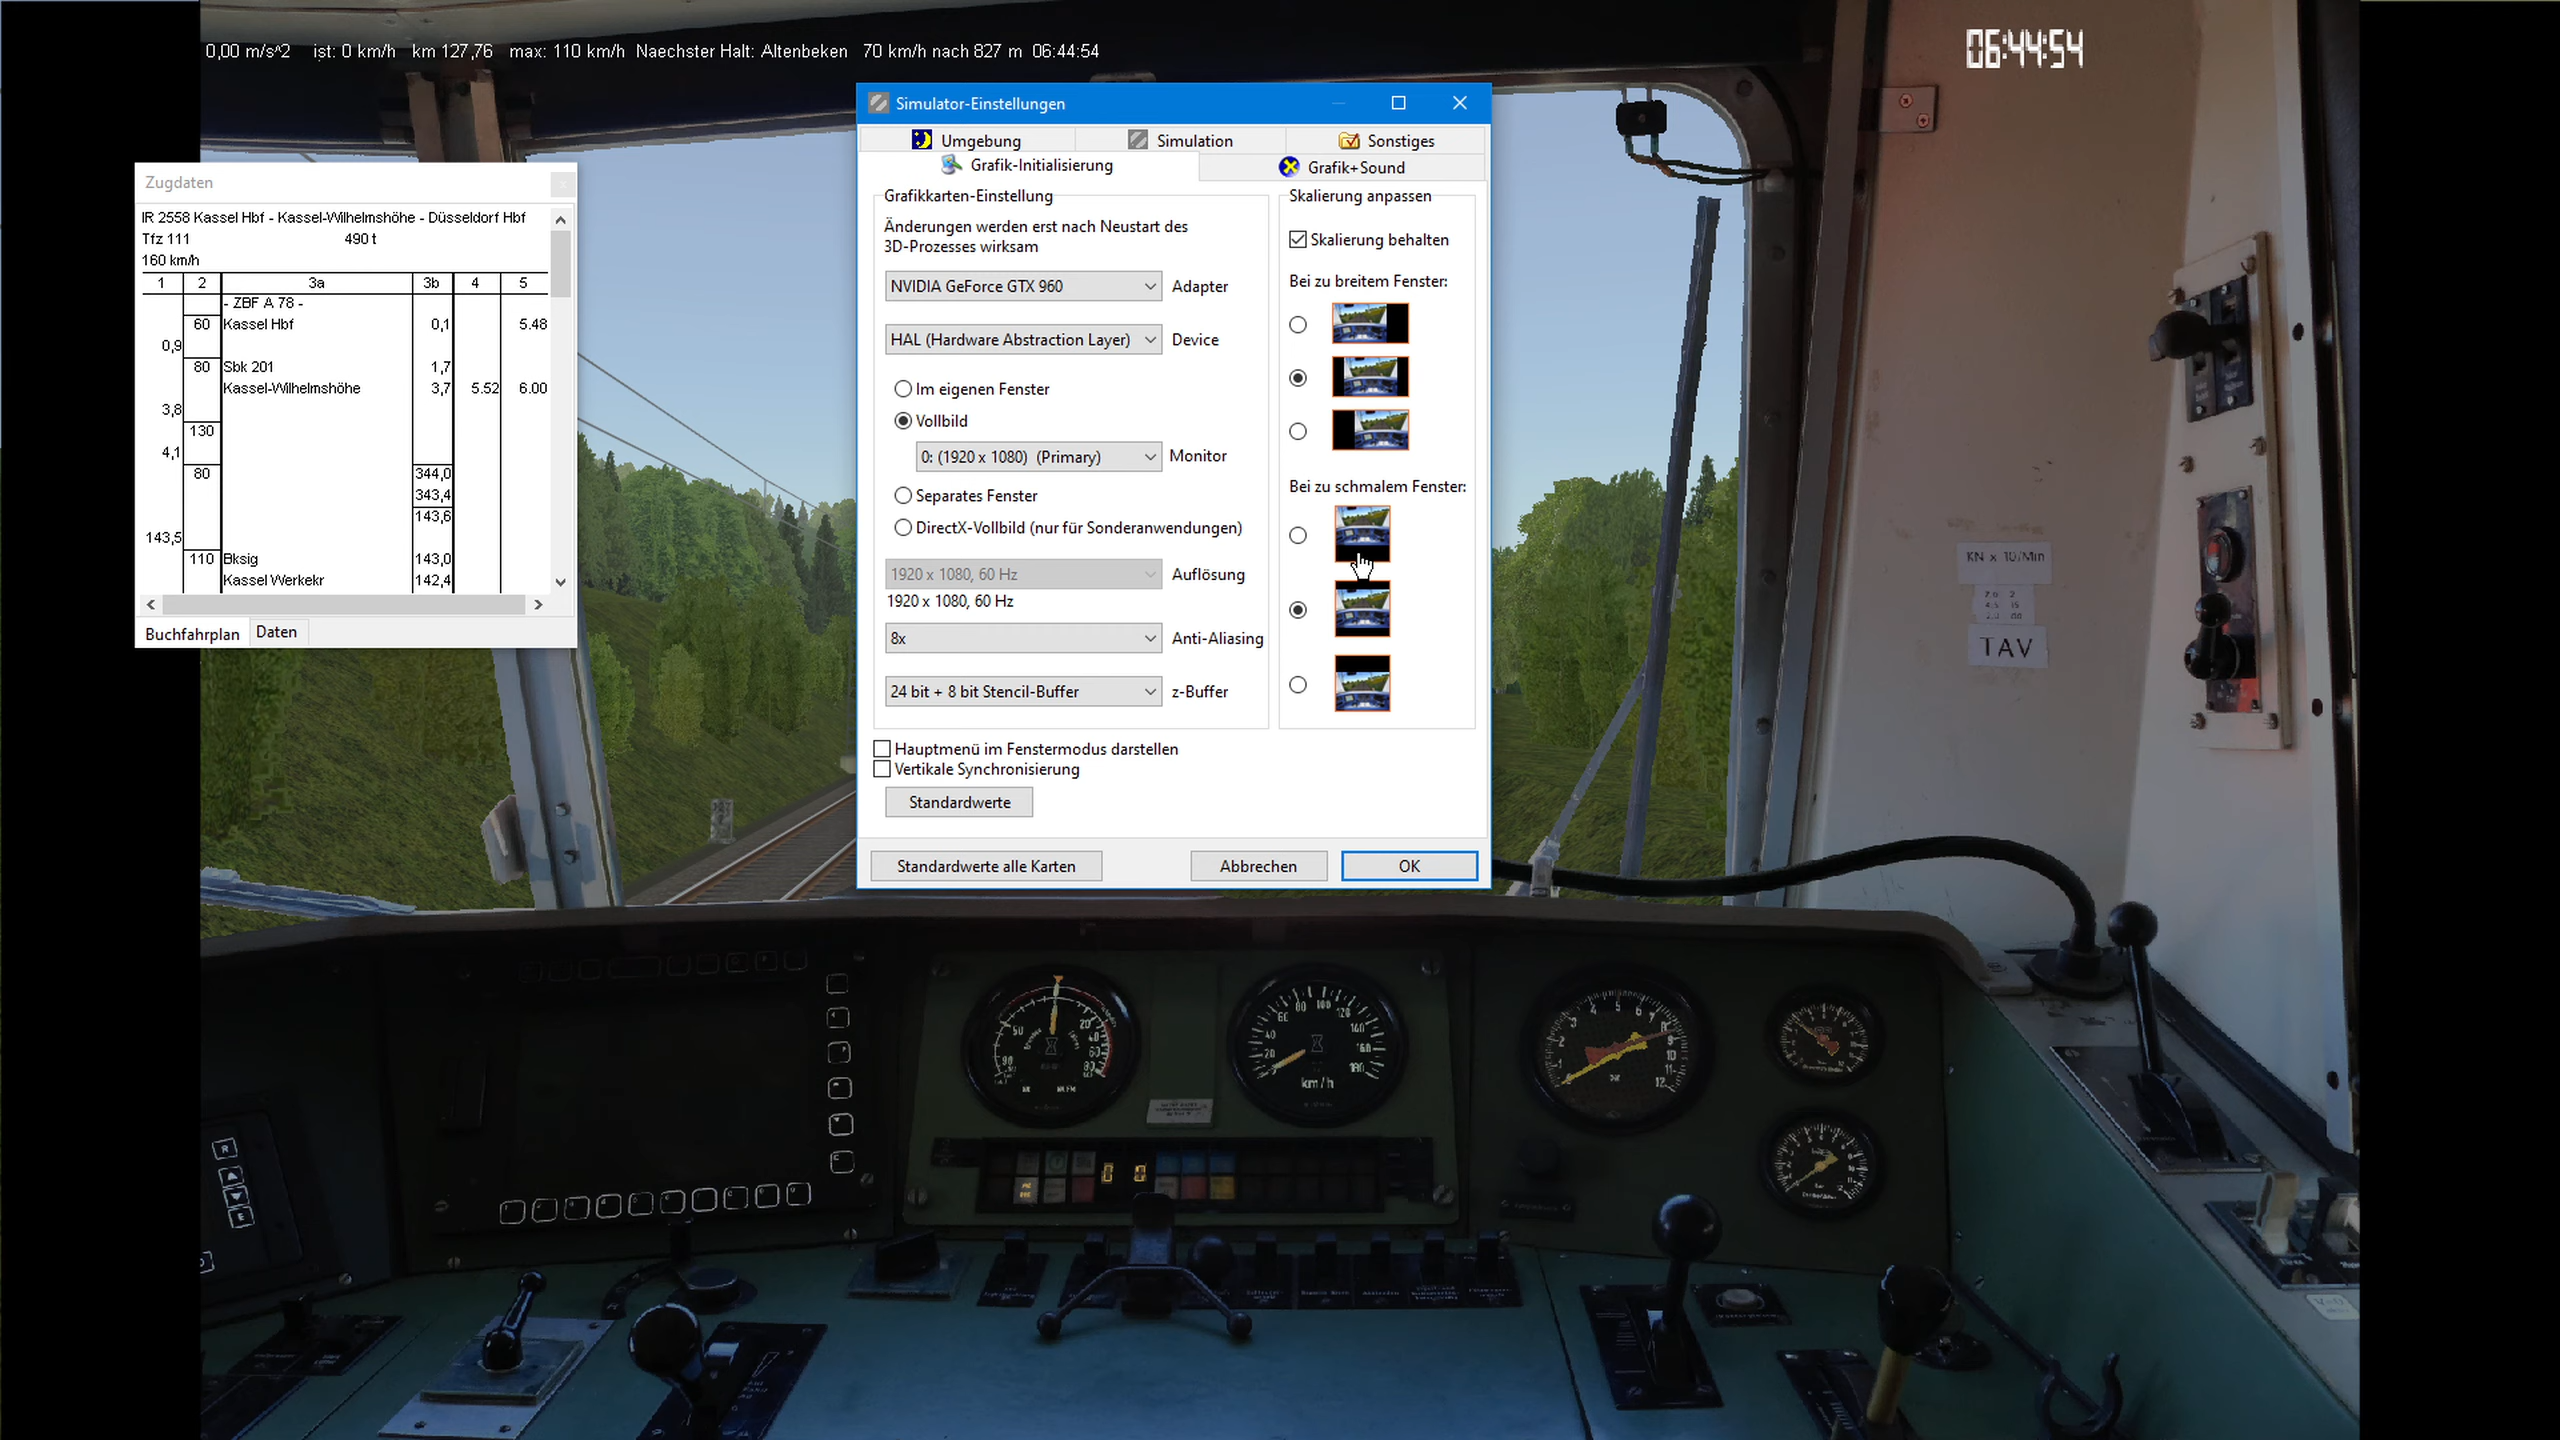 0,00 m/s^2 ist: 0 km/h km 127,76 max: 110 km/h Naechster Halt: Altenbeken 70 km/h nach 827 m 06:44:54
06:44:54
Zugdaten
IR 2558 Kassel Hbf - Kassel-Wilhelmshöhe - Düsseldorf Hbf
Tfz 111 490 t
160 km/h
1 2 3a 3b 4 5
- ZBF A 78 -
60 Kassel Hbf 0,1 5.48
0,9
80 Sbk 201 1,7
Kassel-Wilhelmshöhe 3,7 5.52 6.00
3,8
130
4,1
80 344,0
343,4
143,6
143,5
110 Bksig 143,0
Kassel Werkekr 142,4
Buchfahrplan Daten
Simulator-Einstellungen
Umgebung Simulation Sonstiges
Grafik-Initialisierung Grafik+Sound
Grafikkarten-Einstellung
Änderungen werden erst nach Neustart des
3D-Prozesses wirksam
NVIDIA GeForce GTX 960 Adapter
HAL (Hardware Abstraction Layer) Device
Im eigenen Fenster
Vollbild
0: (1920 x 1080) (Primary) Monitor
Separates Fenster
DirectX-Vollbild (nur für Sonderanwendungen)
1920 x 1080, 60 Hz Auflösung
1920 x 1080, 60 Hz
8x Anti-Aliasing
24 bit + 8 bit Stencil-Buffer z-Buffer
Skalierung anpassen
Skalierung behalten
Bei zu breitem Fenster:
Bei zu schmalem Fenster:
Hauptmenü im Fenstermodus darstellen
Vertikale Synchronisierung
Standardwerte
Standardwerte alle Karten Abbrechen OK
KN x 10/Min
TAV
km/h